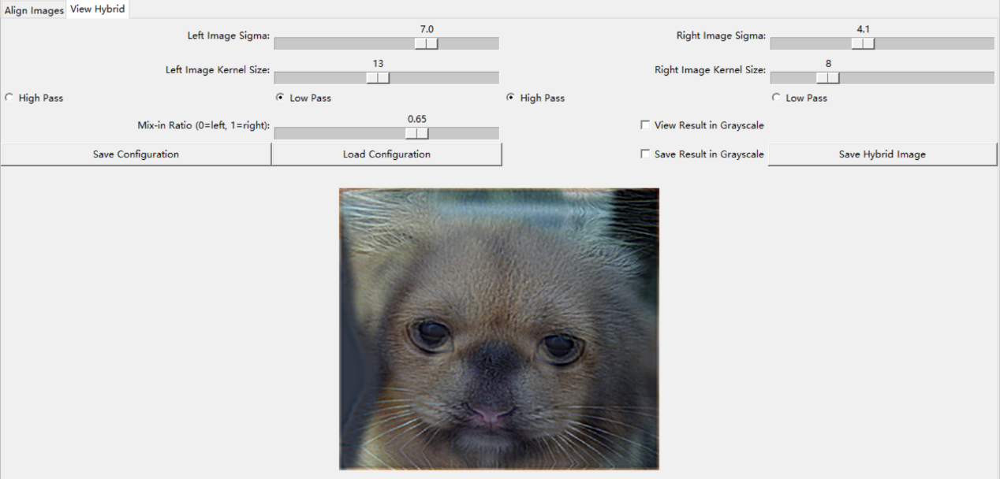 Align Images View Hybrid
7.0 4.1
Left Image Sigma: Right Image Sigma:
13 8
Left Image Kernel Size: Right Image Kernel Size:
High Pass Low Pass High Pass Low Pass
0.65
Mix-in Ratio (0=left, 1=right): View Result in Grayscale
Save Configuration Load Configuration Save Result in Grayscale Save Hybrid Image